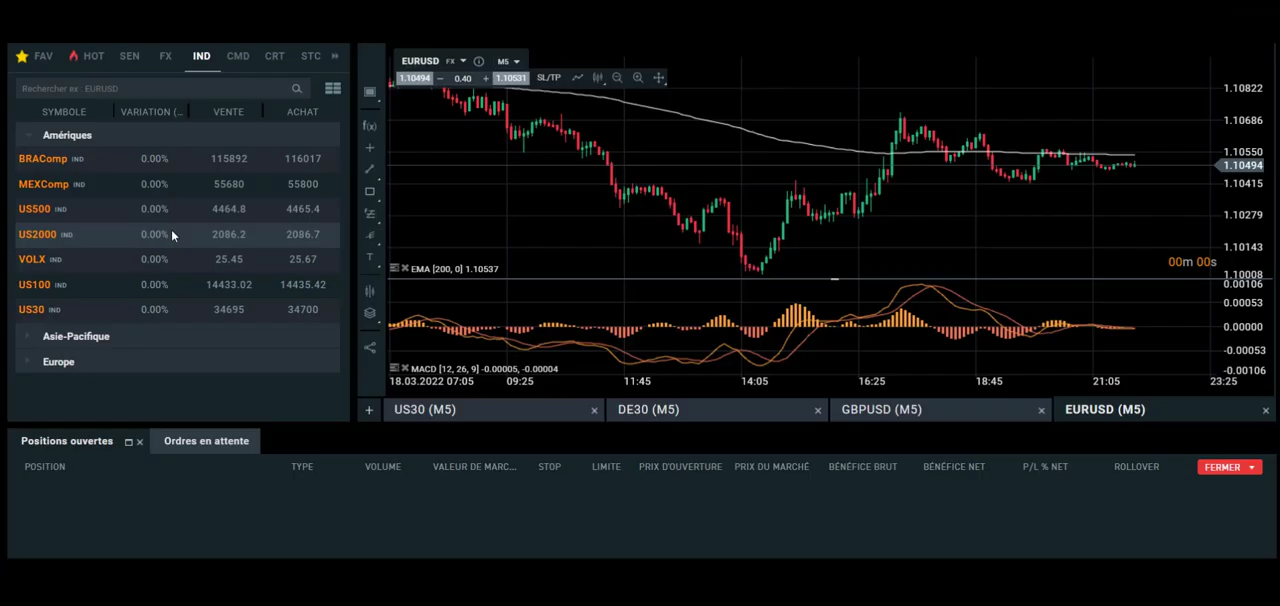 FAV HOT SEN FX IND CMD CRT STC »
Rechercher ex : EURUSD
SYMBOLE VARIATION (... VENTE ACHAT
Amériques
BRAComp IND 0.00% 115892 116017
MEXComp IND 0.00% 55680 55800
US500 IND 0.00% 4464.8 4465.4
US2000 IND 0.00% 2086.2 2086.7
VOLX IND 0.00% 25.45 25.67
US100 IND 0.00% 14433.02 14435.42
US30 IND 0.00% 34695 34700
Asie-Pacifique
Europe
f(x)
T
EURUSD FX M5
1.10494 − 0.40 + 1.10531 SL/TP
1.10822
1.10686
1.10550
1.10494
1.10415
1.10279
1.10143
00m 00s
1.10008
EMA [200, 0] 1.10537
0.00106
0.00053
0.00000
-0.00053
-0.00106
MACD [12, 26, 9] -0.00005, -0.00004
18.03.2022 07:05 09:25 11:45 14:05 16:25 18:45 21:05 23:25
+ US30 (M5) × DE30 (M5) × GBPUSD (M5) × EURUSD (M5) ×
Positions ouvertes × Ordres en attente
POSITION TYPE VOLUME VALEUR DE MARC... STOP LIMITE PRIX D'OUVERTURE PRIX DU MARCHÉ BÉNÉFICE BRUT BÉNÉFICE NET P/L % NET ROLLOVER FERMER